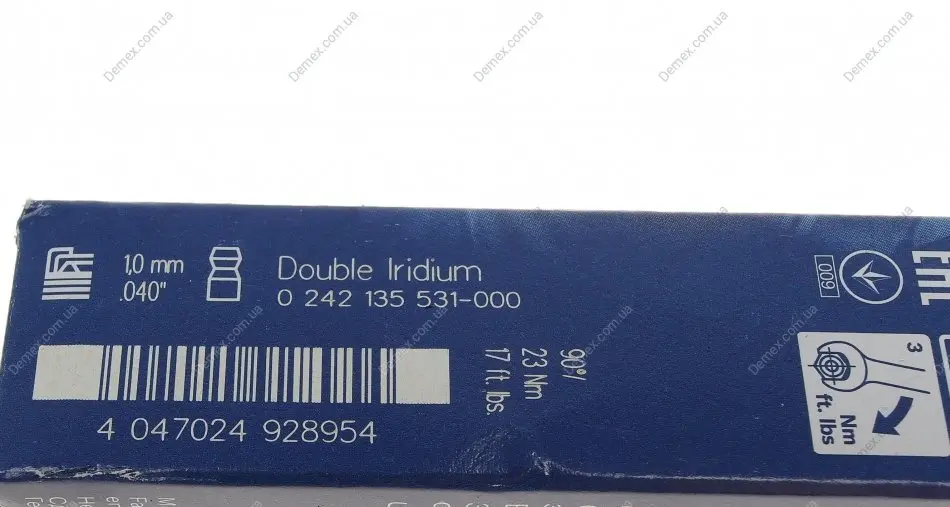 Demex.com.ua Demex.com.ua Demex.com.ua Demex.com.ua Demex.com.ua
1,0 mm
.040"
Double Iridium
0 242 135 531-000
4 047024 928954
90°/
23 Nm
17 ft. lbs.
600
EAC
3
Nm
ft. lbs